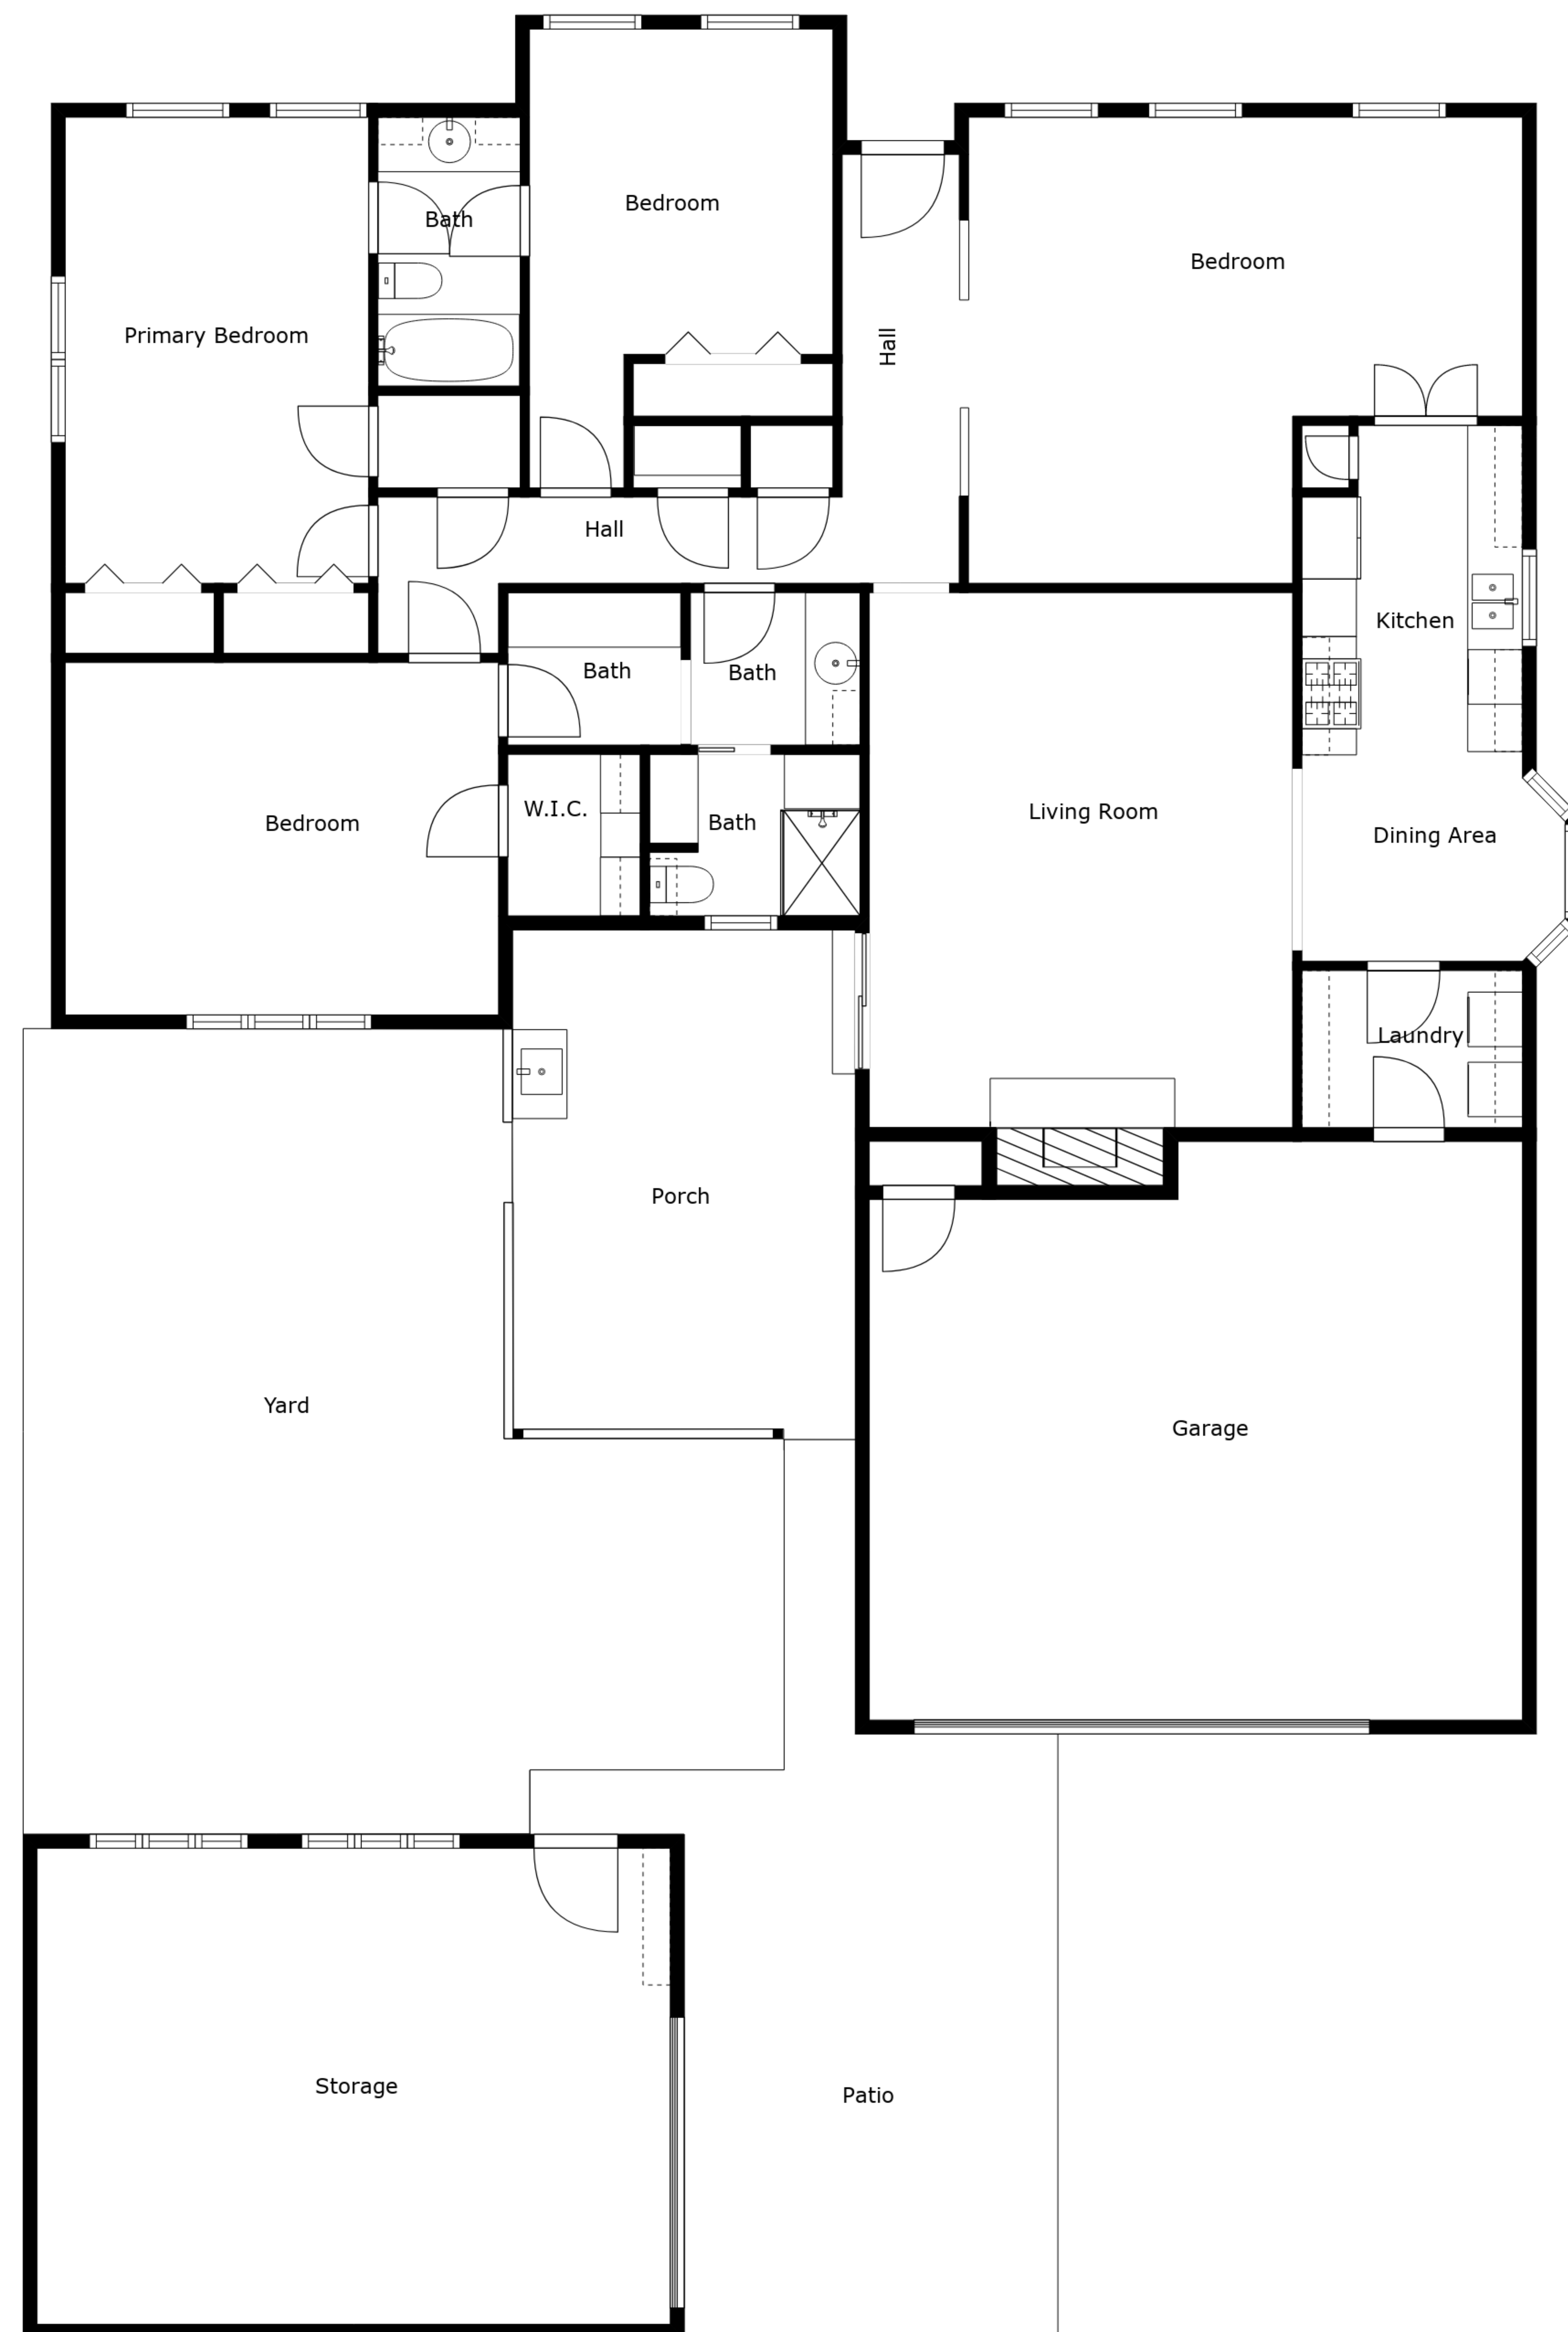 Bedroom
Bath
Bedroom
Primary Bedroom
Hall
Hall
Kitchen
Bath
Bath
W.I.C.
Living Room
Bedroom
Bath
Dining Area
Laundry
Porch
Yard
Garage
Storage
Patio